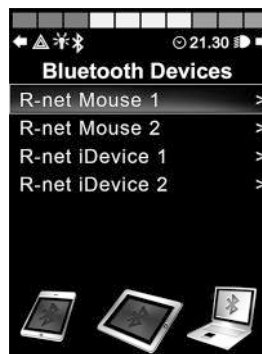 21.30
Bluetooth Devices
R-net Mouse 1 >
R-net Mouse 2 >
R-net iDevice 1 >
R-net iDevice 2 >